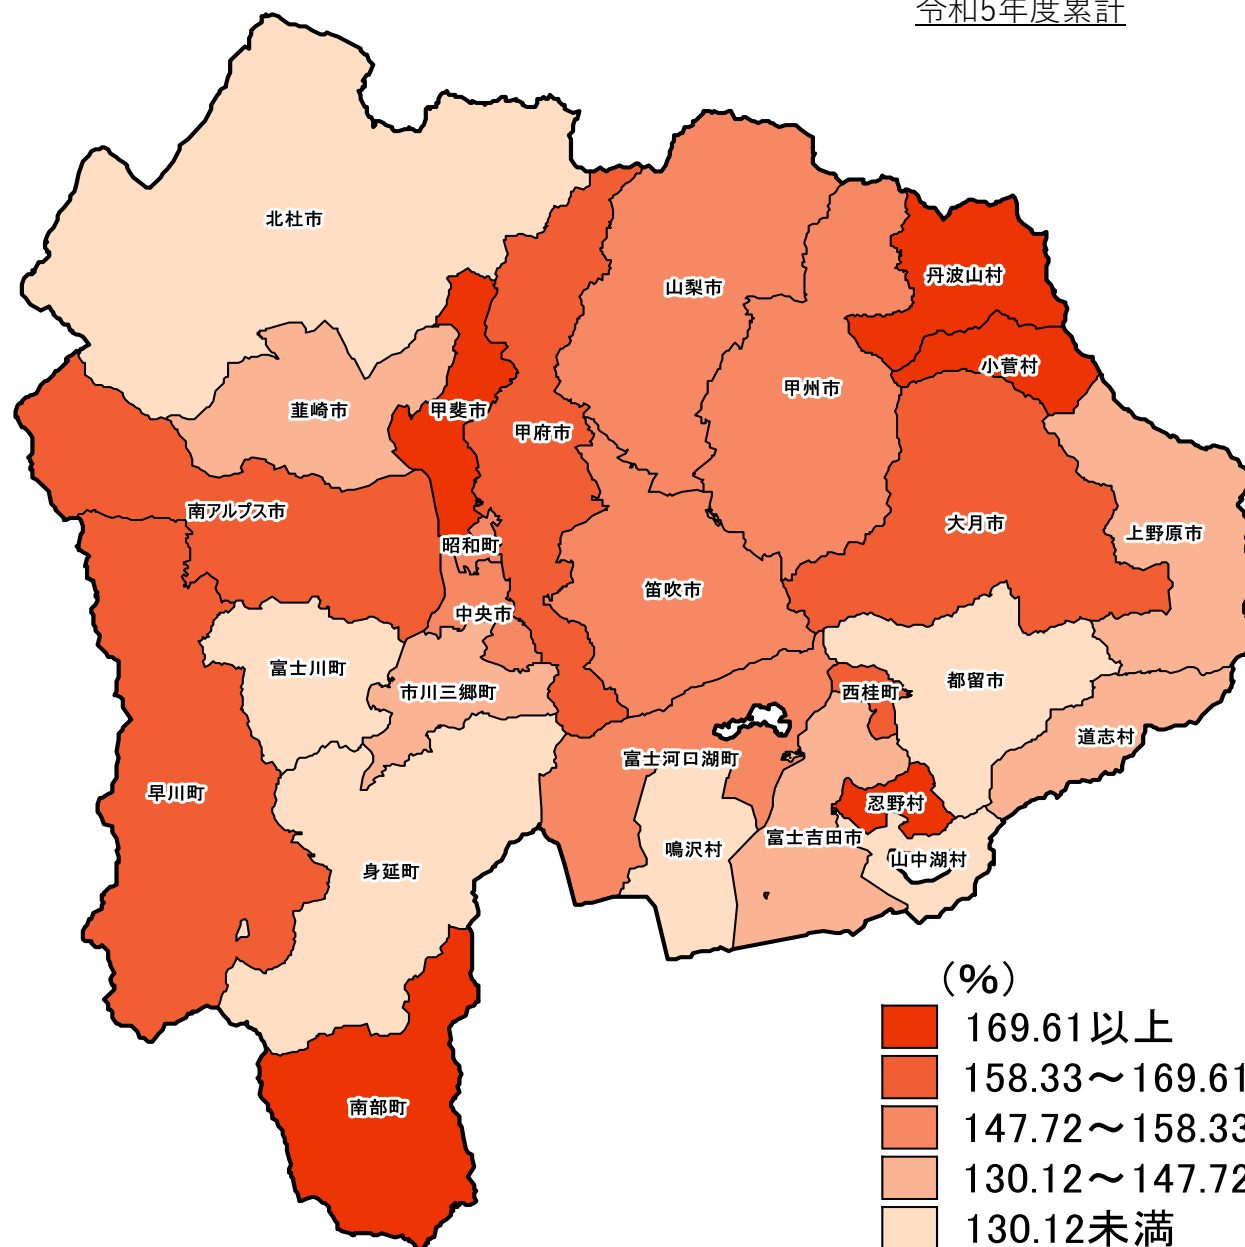 令和5年度累計
北杜市
山梨市
丹波山村
小菅村
甲州市
韮崎市
甲斐市
甲府市
南アルプス市
大月市
上野原市
昭和町
笛吹市
中央市
富士川町
市川三郷町
西桂町
都留市
道志村
富士河口湖町
早川町
忍野村
富士吉田市
鳴沢村
山中湖村
身延町
南部町
(%)
169.61以上
158.33～169.61
147.72～158.33
130.12～147.72
130.12未満